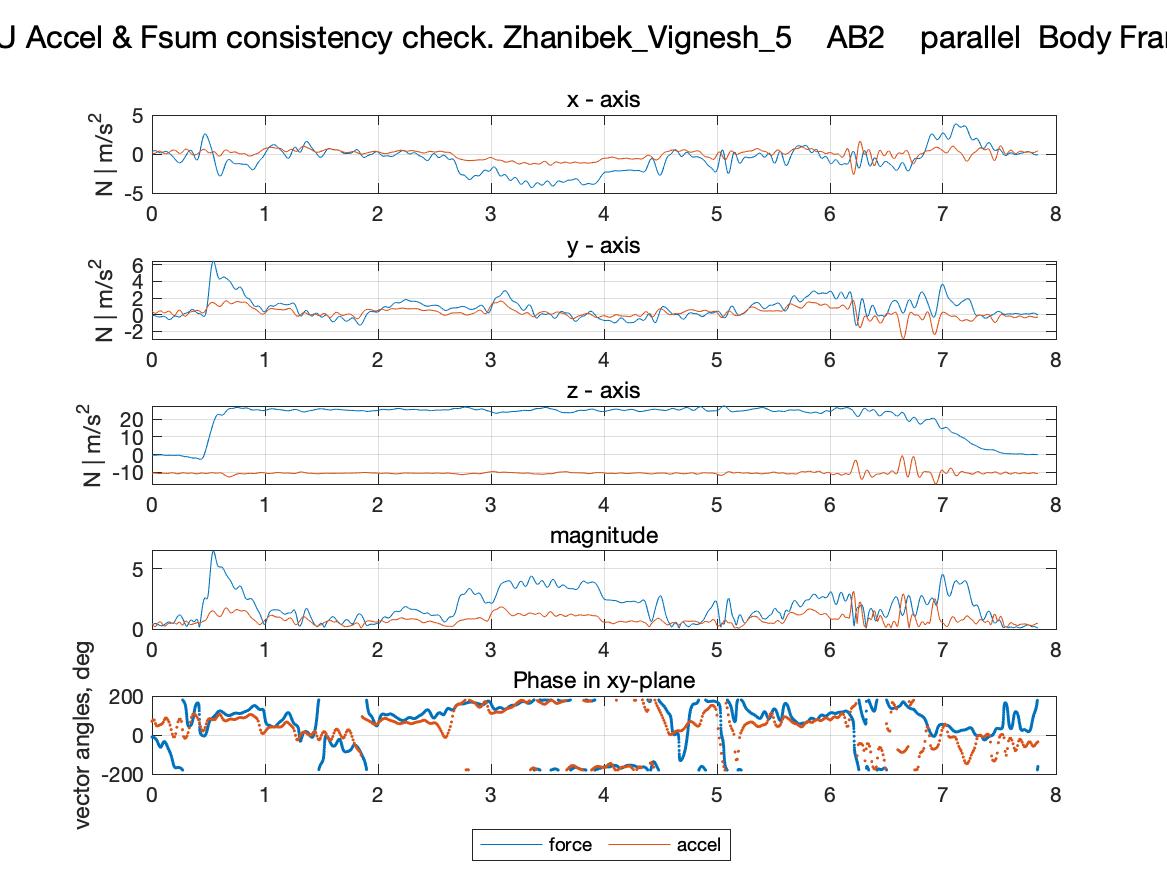 U Accel & Fsum consistency check. Zhanibek_Vignesh_5 AB2 parallel Body Fra
x - axis
5
0
-5
N | m/s²
0 1 2 3 4 5 6 7 8
y - axis
6
4
2
0
-2
N | m/s²
0 1 2 3 4 5 6 7 8
z - axis
20
10
0
-10
N | m/s²
0 1 2 3 4 5 6 7 8
magnitude
5
0
0 1 2 3 4 5 6 7 8
Phase in xy-plane
200
0
-200
vector angles, deg
0 1 2 3 4 5 6 7 8
force accel